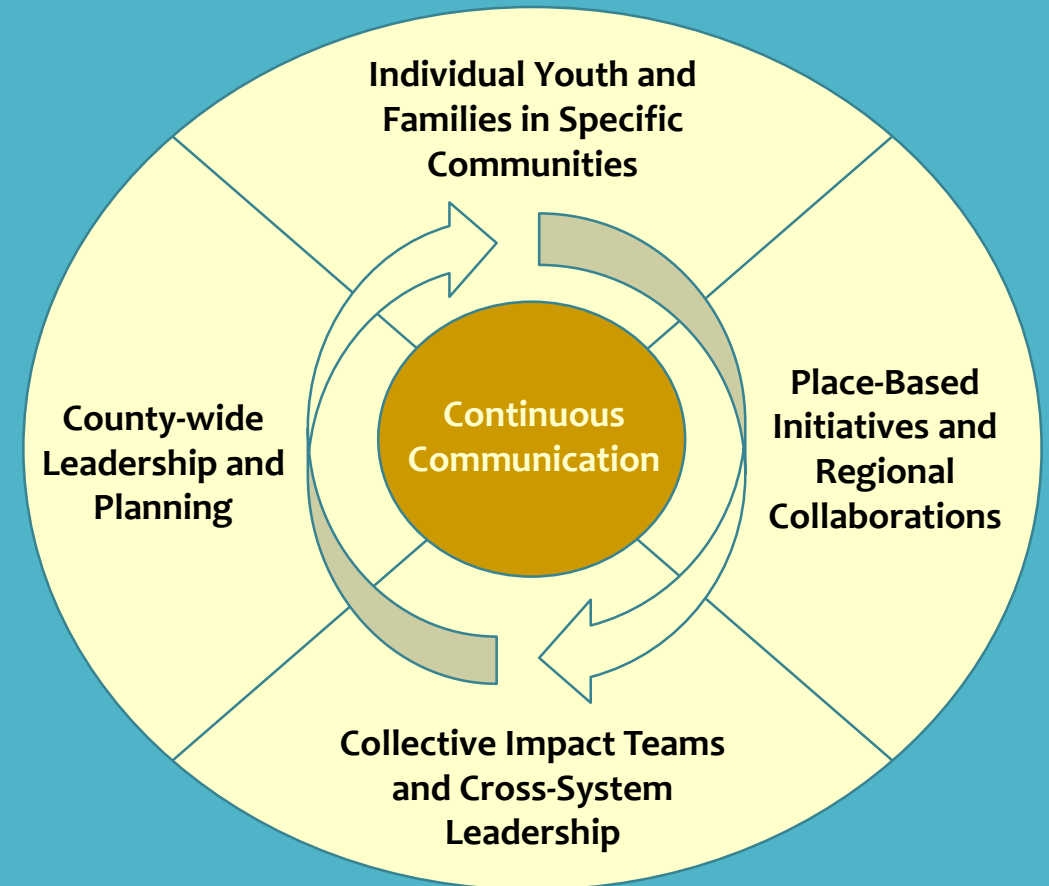 Individual Youth and
Families in Specific
Communities
County-wide
Leadership and
Planning
Continuous
Communication
Place-Based
Initiatives and
Regional
Collaborations
Collective Impact Teams
and Cross-System
Leadership